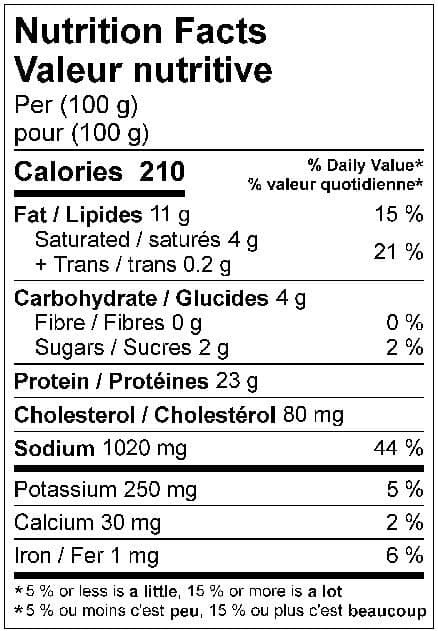 Nutrition Facts
Valeur nutritive
Per (100 g)
pour (100 g)
Calories 210
% Daily Value*
% valeur quotidienne*
Fat / Lipides 11 g 15 %
Saturated / saturés 4 g
+ Trans / trans 0.2 g 21 %
Carbohydrate / Glucides 4 g
Fibre / Fibres 0 g 0 %
Sugars / Sucres 2 g 2 %
Protein / Protéines 23 g
Cholesterol / Cholestérol 80 mg
Sodium 1020 mg 44 %
Potassium 250 mg 5 %
Calcium 30 mg 2 %
Iron / Fer 1 mg 6 %
*5 % or less is a little, 15 % or more is a lot
*5 % ou moins c'est peu, 15 % ou plus c'est beaucoup